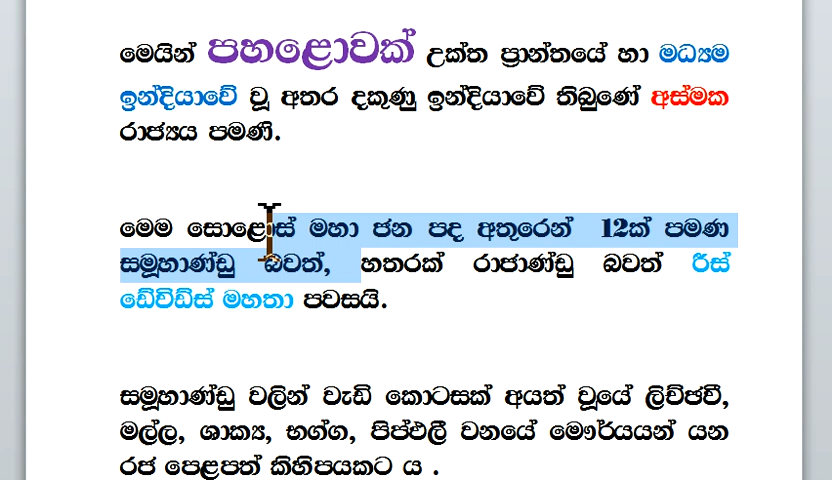 මෙයින් පහළොවක් උක්ත ප්‍රාන්තයේ හා මධ්‍යම
ඉන්දියාවේ වූ අතර දකුණු ඉන්දියාවේ තිබුණේ අස්මක
රාජ්‍යය පමණි.
මෙම සොළොස් මහා ජන පද අතුරෙන් 12ක් පමණ
සමූහාණ්ඩු බවත්, හතරක් රාජාණ්ඩු බවත් රීස්
ඩේවිඩ්ස් මහතා පවසයි.
සමූහාණ්ඩු වලින් වැඩි කොටසක් අයත් වූයේ ලිච්ඡවී,
මල්ල, ශාක්‍ය, භග්ග, පිප්ඵලී වනයේ මෞර්යයන් යන
රජ පෙළපත් කිහිපයකට ය .